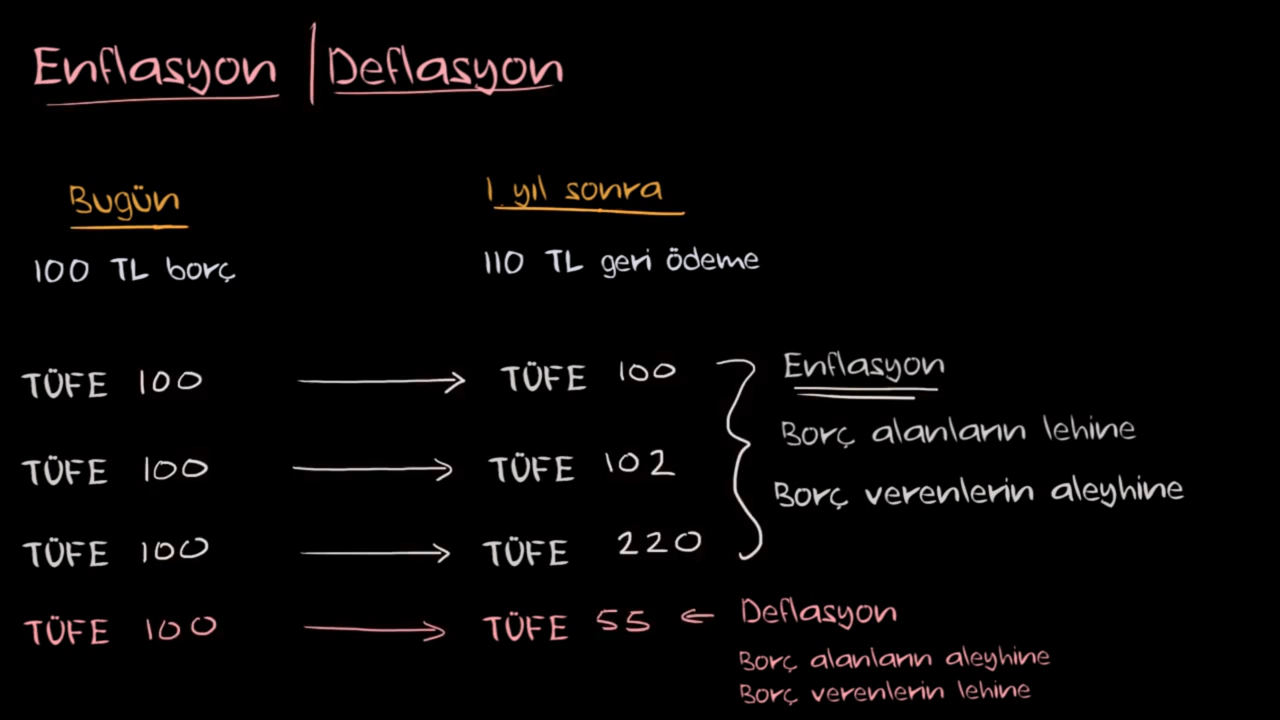 Enflasyon | Deflasyon
Bugün
1 yıl sonra
100 TL borç
110 TL geri ödeme
TÜFE 100 → TÜFE 100
TÜFE 100 → TÜFE 102
TÜFE 100 → TÜFE 220
Enflasyon
Borç alanların lehine
Borç verenlerin aleyhine
TÜFE 100 → TÜFE 55 ← Deflasyon
Borç alanların aleyhine
Borç verenlerin lehine